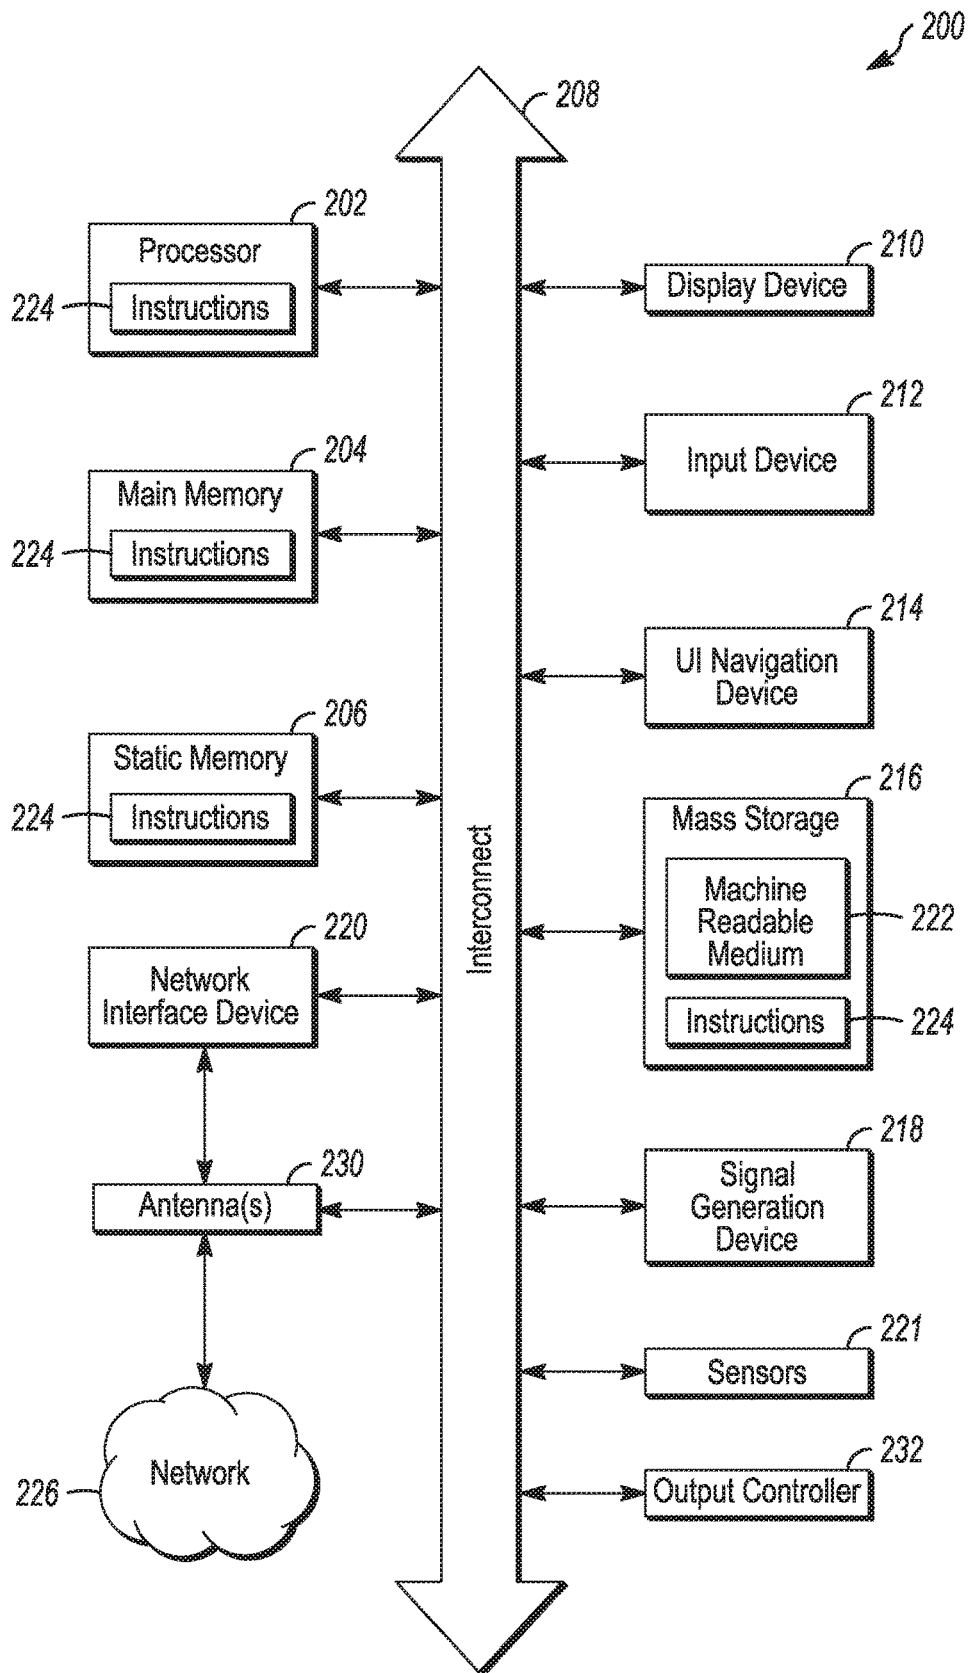 200
208
202
Processor
224
Instructions
204
Main Memory
224
Instructions
206
Static Memory
224
Instructions
220
Network
Interface Device
230
Antenna(s)
Network
226
Interconnect
210
Display Device
212
Input Device
214
UI Navigation
Device
216
Mass Storage
Machine
Readable
Medium
222
Instructions
224
218
Signal
Generation
Device
221
Sensors
232
Output Controller